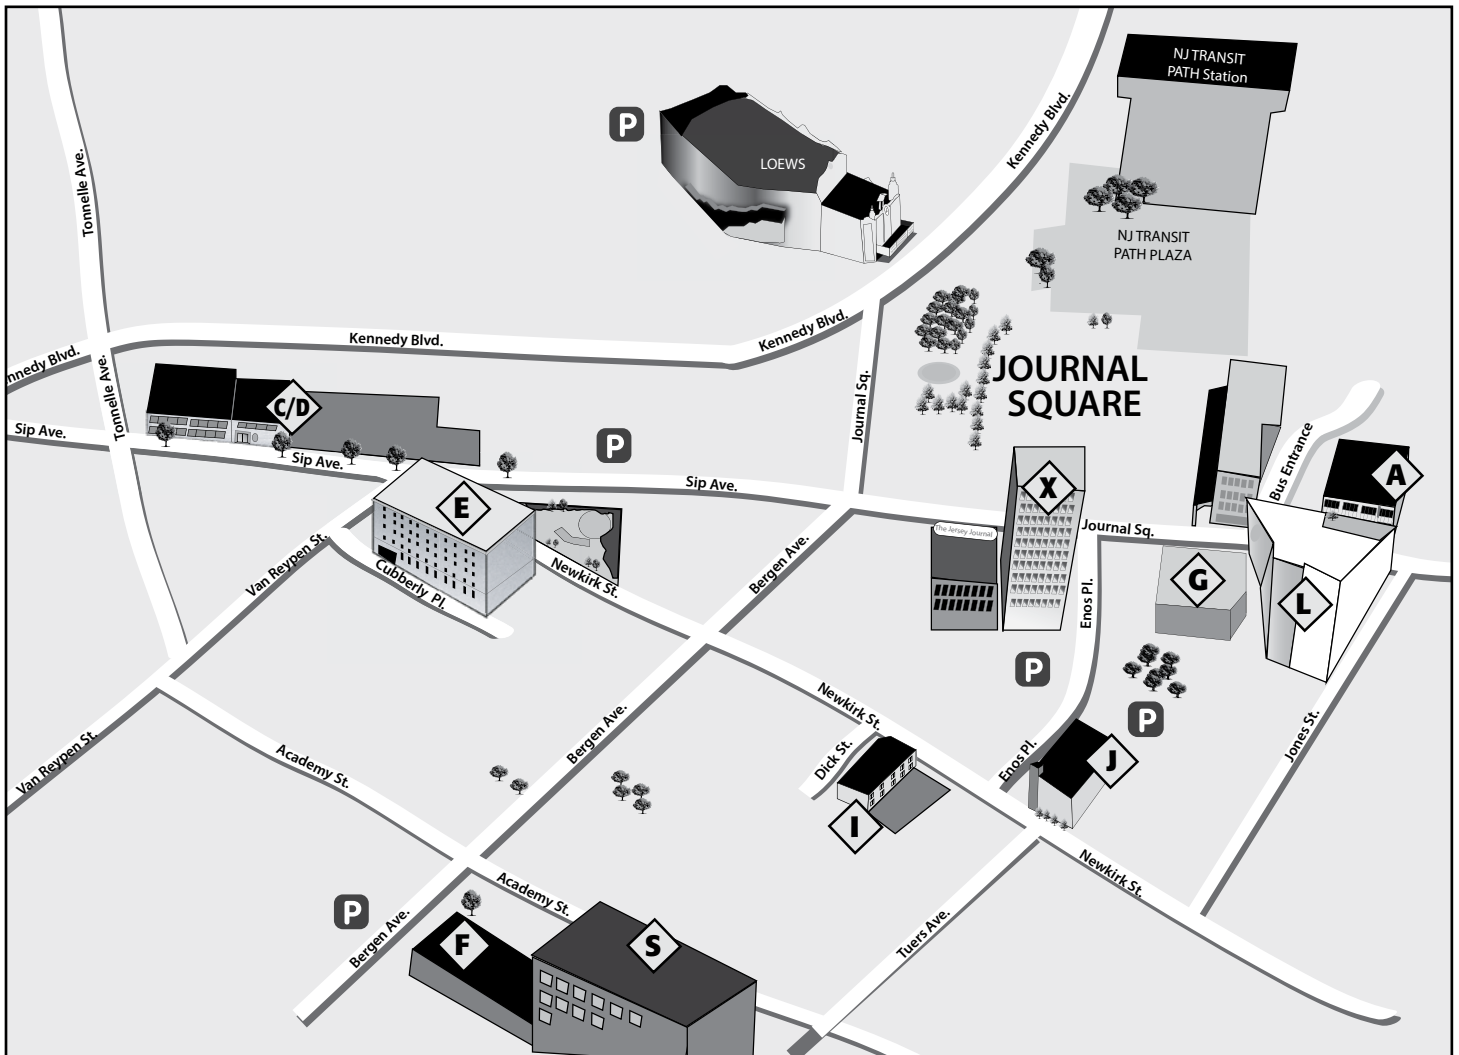 NJ TRANSIT
PATH Station
P
LOEWS
Kennedy Blvd.
Tonnelle Ave.
NJ TRANSIT
PATH PLAZA
Kennedy Blvd.
Kennedy Blvd.
nnedy Blvd.
Tonnelle Ave.
JOURNAL
SQUARE
Journal Sq.
C/D
Sip Ave.
Sip Ave.
P
Sip Ave.
Bus Entrance
A
X
E
The Jersey Journal
Journal Sq.
Van Reypen St.
Cubberly Pl.
Newkirk St.
Bergen Ave.
Enos Pl.
G
L
P
Newkirk St.
P
Bergen Ave.
Dick St.
Enos Pl.
J
Jones St.
Van Reypen St.
Academy St.
I
Newkirk St.
Academy St.
P
Bergen Ave.
F
S
Tuers Ave.